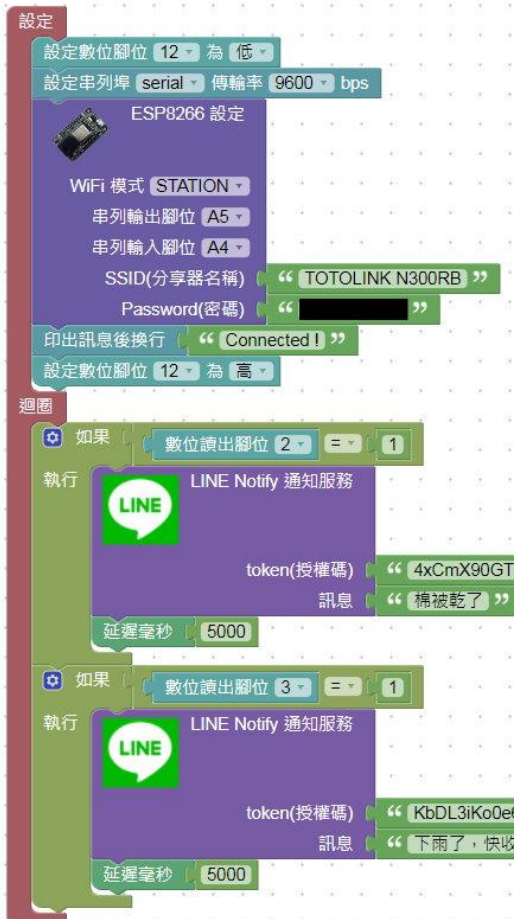 設定
設定數位腳位 12 為 低
設定串列埠 serial 傳輸率 9600 bps
ESP8266 設定
WiFi 模式 STATION
串列輸出腳位 A5
串列輸入腳位 A4
SSID(分享器名稱) “ TOTOLINK N300RB ”
Password(密碼) “ ”
印出訊息後換行 “ Connected ! ”
設定數位腳位 12 為 高
迴圈
如果 數位讀出腳位 2 = 1
執行 LINE LINE Notify 通知服務
token(授權碼) “ 4xCmX90GT
訊息 “ 棉被乾了 ”
延遲毫秒 5000
如果 數位讀出腳位 3 = 1
執行 LINE LINE Notify 通知服務
token(授權碼) “ KbDL3iKo0e
訊息 “ 下雨了，快收
延遲毫秒 5000